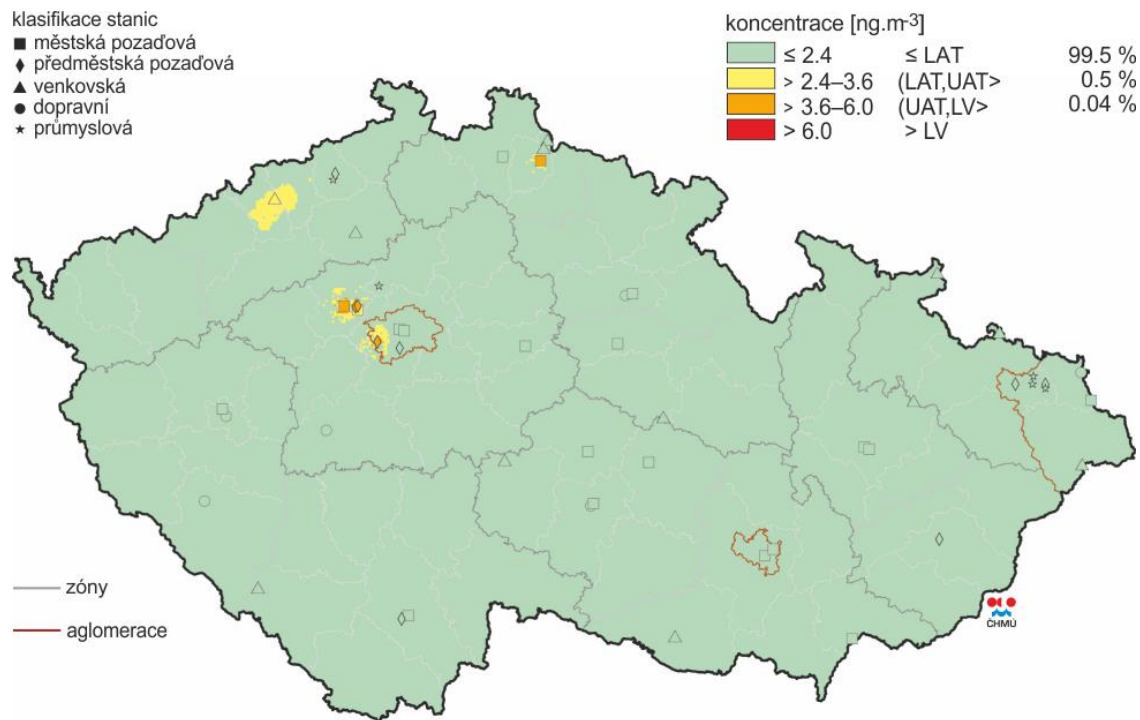 klasifikace stanic
městská pozaďová
předměstská pozaďová
venkovská
dopravní
průmyslová
koncentrace [ng.m-3]
≤ 2.4 ≤ LAT 99.5 %
> 2.4–3.6 (LAT,UAT> 0.5 %
> 3.6–6.0 (UAT,LV> 0.04 %
> 6.0 > LV
zóny
aglomerace
ČHMÚ